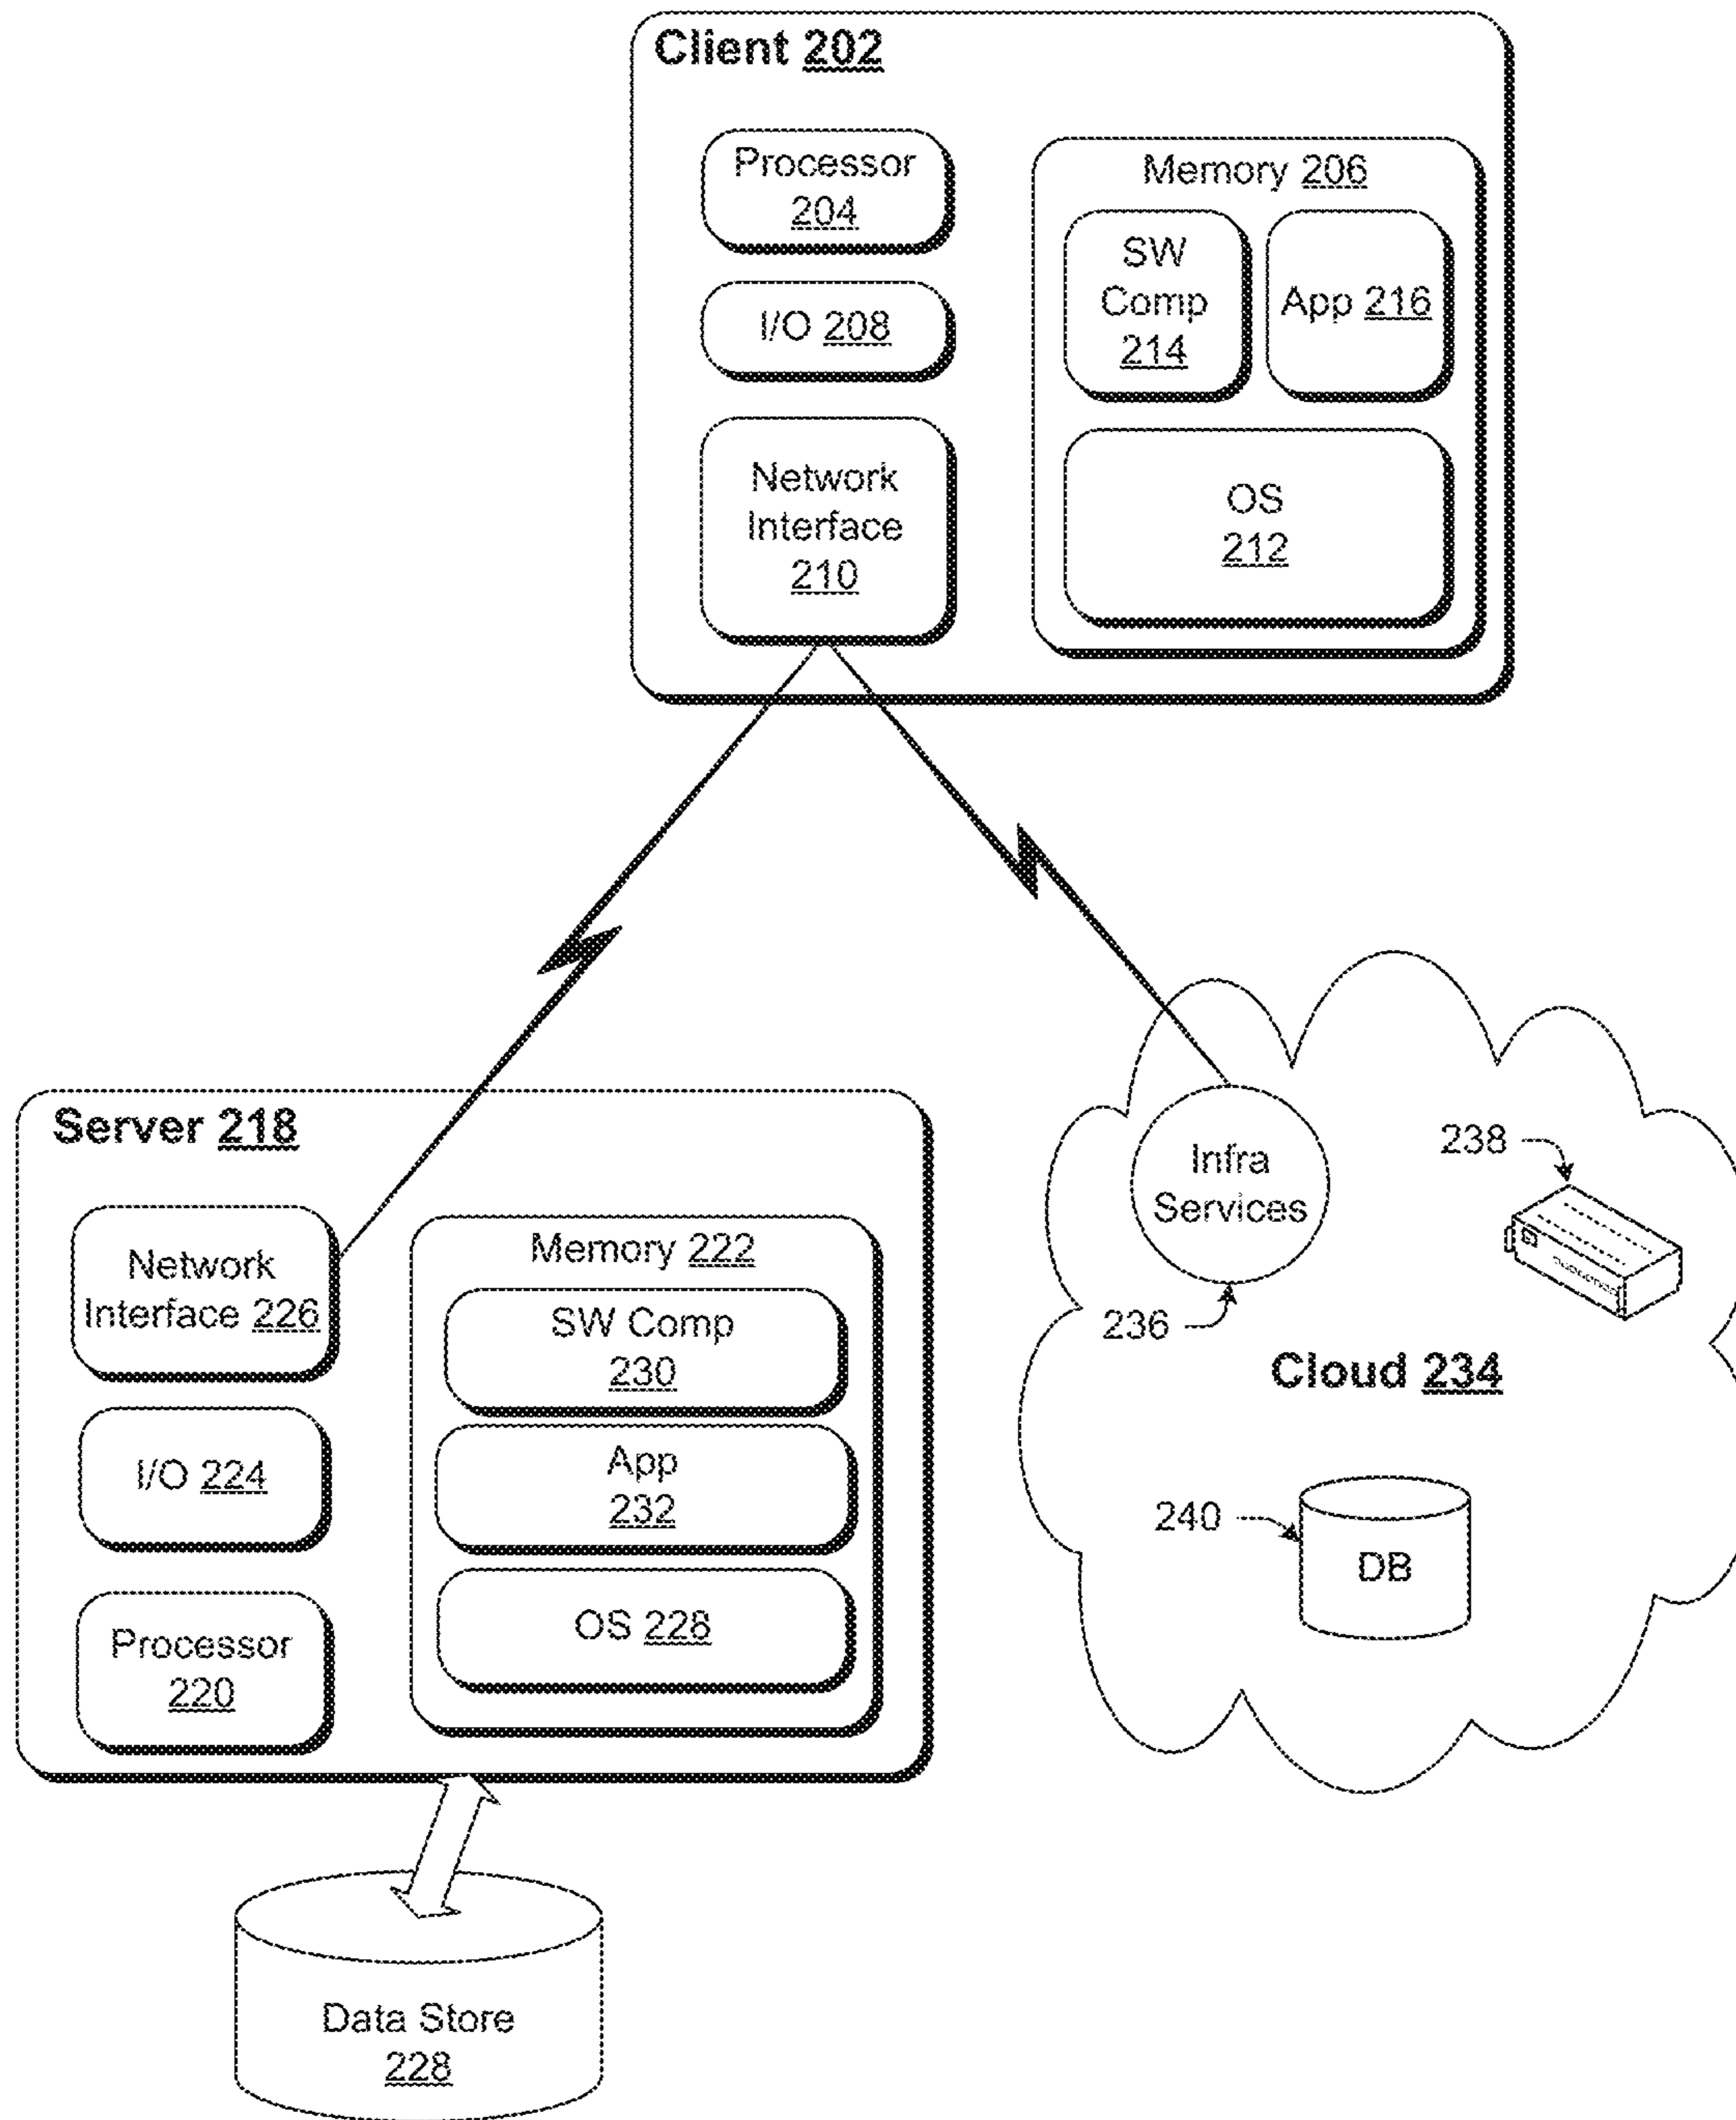 Client 202
Processor
204
I/O 208
Network
Interface
210
Memory 206
SW
Comp
214
App 216
OS
212
Server 218
Network
Interface 226
I/O 224
Processor
220
Memory 222
SW Comp
230
App
232
OS 228
Data Store
228
Infra
Services
236
238
Cloud 234
240
DB